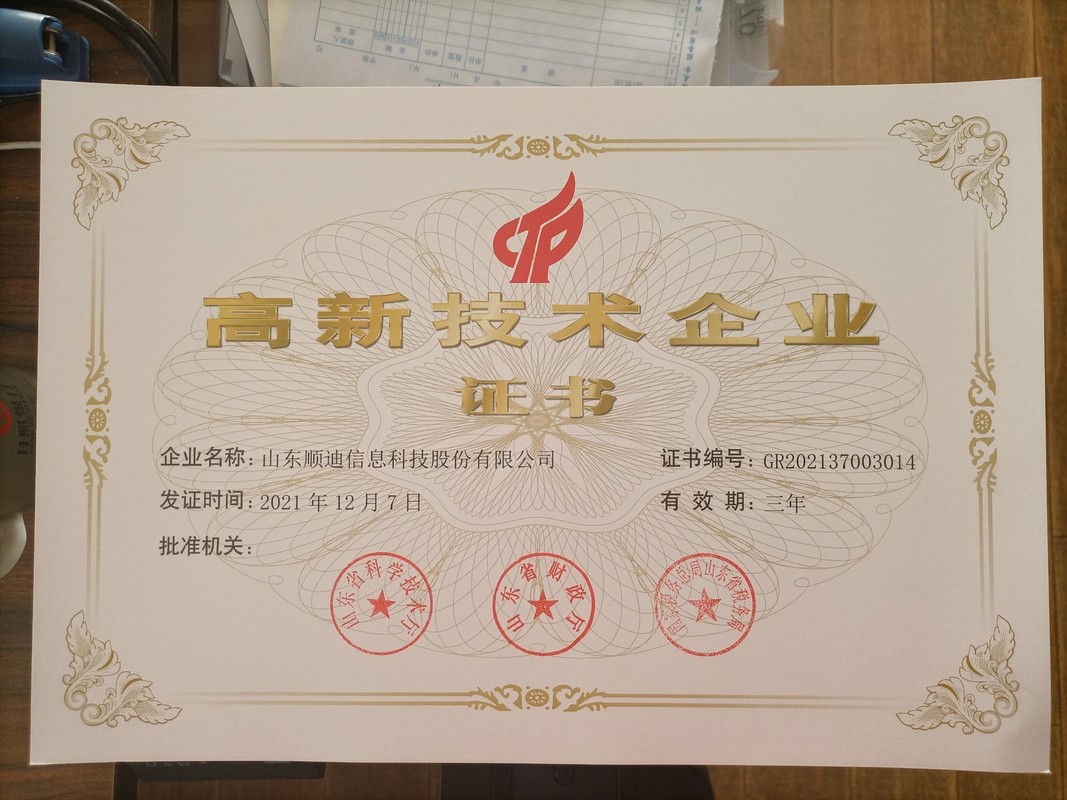 高新技术企业
证书
企业名称：山东顺迪信息科技股份有限公司
证书编号：GR202137003014
发证时间：2021年12月7日
有效期：三年
批准机关：
山东省科学技术厅
山东省财政厅
国家税务总局山东省税务局